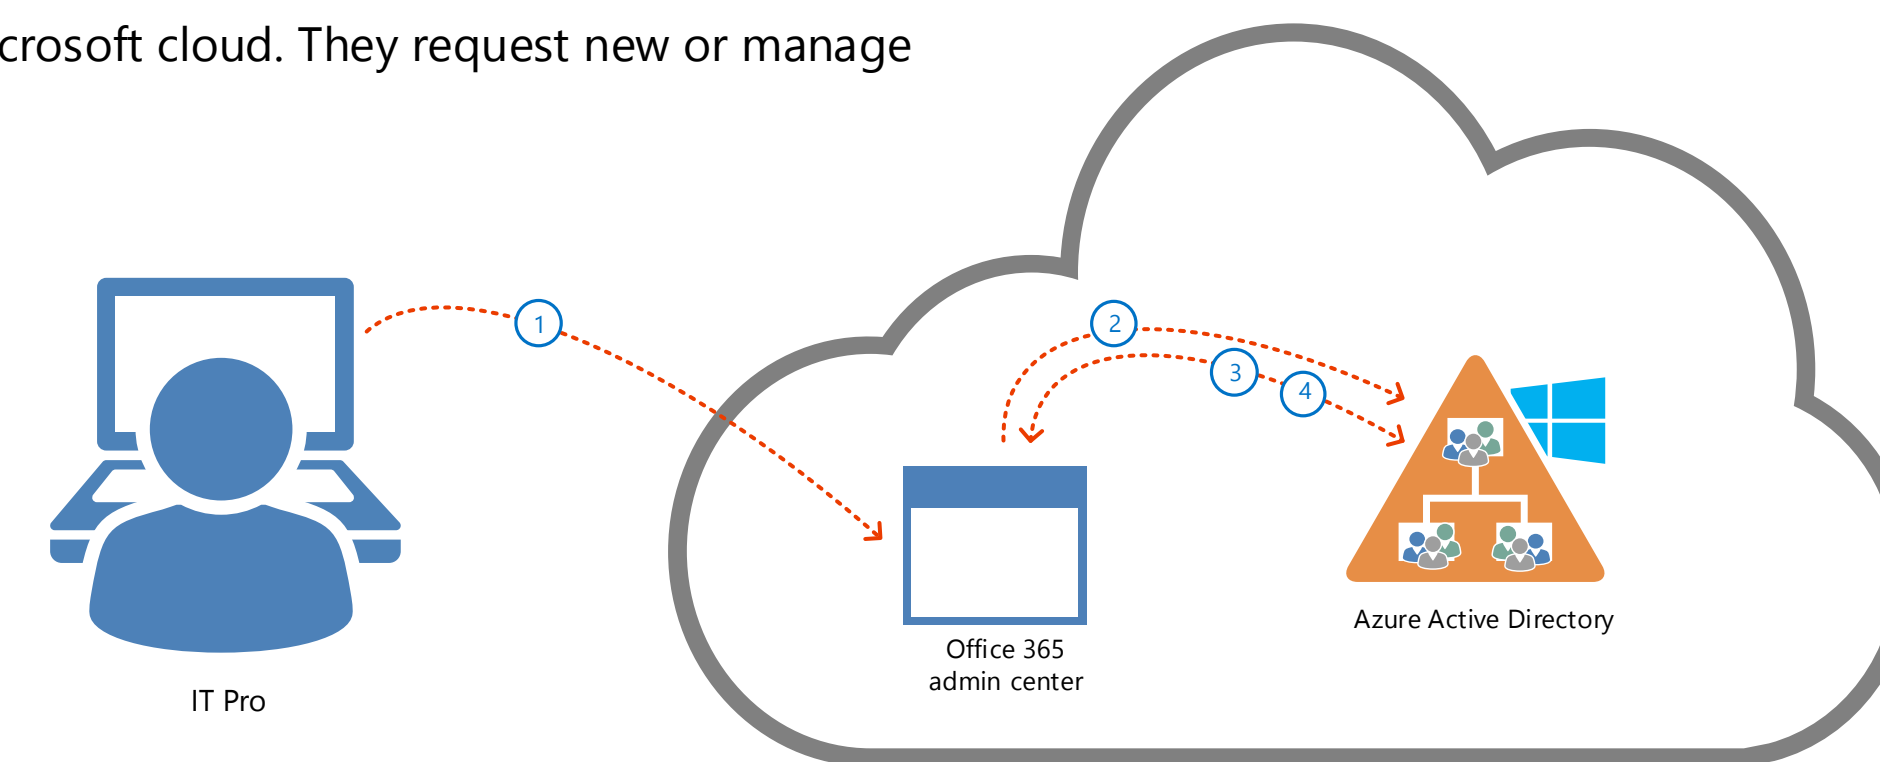 crosoft cloud. They request new or manage
1
2
3
4
Office 365
admin center
Azure Active Directory
IT Pro